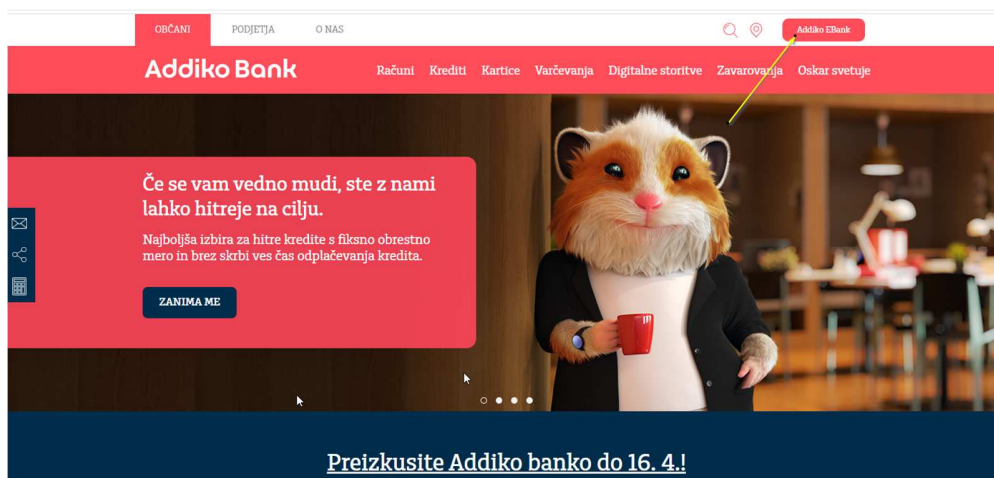 OBČANI PODJETJA O NAS Addiko EBank
Addiko Bank Računi Krediti Kartice Varčevanja Digitalne storitve Zavarovanja Oskar svetuje
Če se vam vedno mudi, ste z nami
lahko hitreje na cilju.
Najboljša izbira za hitre kredite s fiksno obrestno
mero in brez skrbi ves čas odplačevanja kredita.
ZANIMA ME
Preizkusite Addiko banko do 16. 4.!